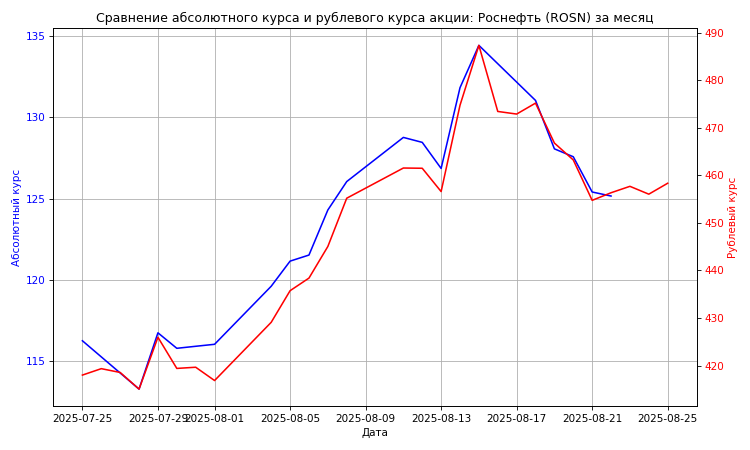 Сравнение абсолютного курса и рублевого курса акции: Роснефть (ROSN) за месяц
Абсолютный курс
135
130
125
120
115
490
480
470
460
450
440
430
420
Рублевый курс
2025-07-25 2025-07-29 2025-08-01 2025-08-05 2025-08-09 2025-08-13 2025-08-17 2025-08-21 2025-08-25
Дата